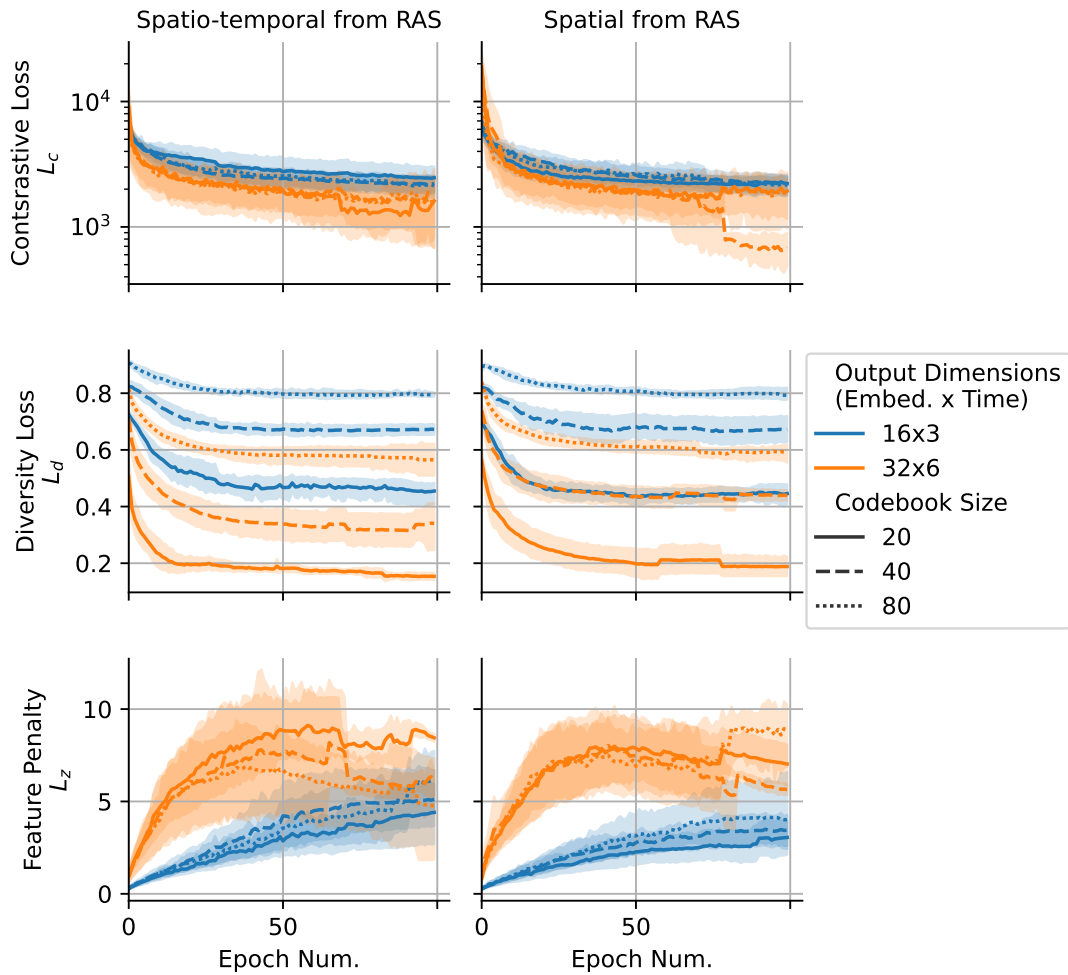 Spatio-temporal from RAS
Spatial from RAS
Contsrastive Loss
L_c
10^4
10^3
Diversity Loss
L_d
0.8
0.6
0.4
0.2
Output Dimensions
(Embed. x Time)
16x3
32x6
Codebook Size
20
40
80
Feature Penalty
L_z
10
5
0
0
50
0
50
Epoch Num.
Epoch Num.